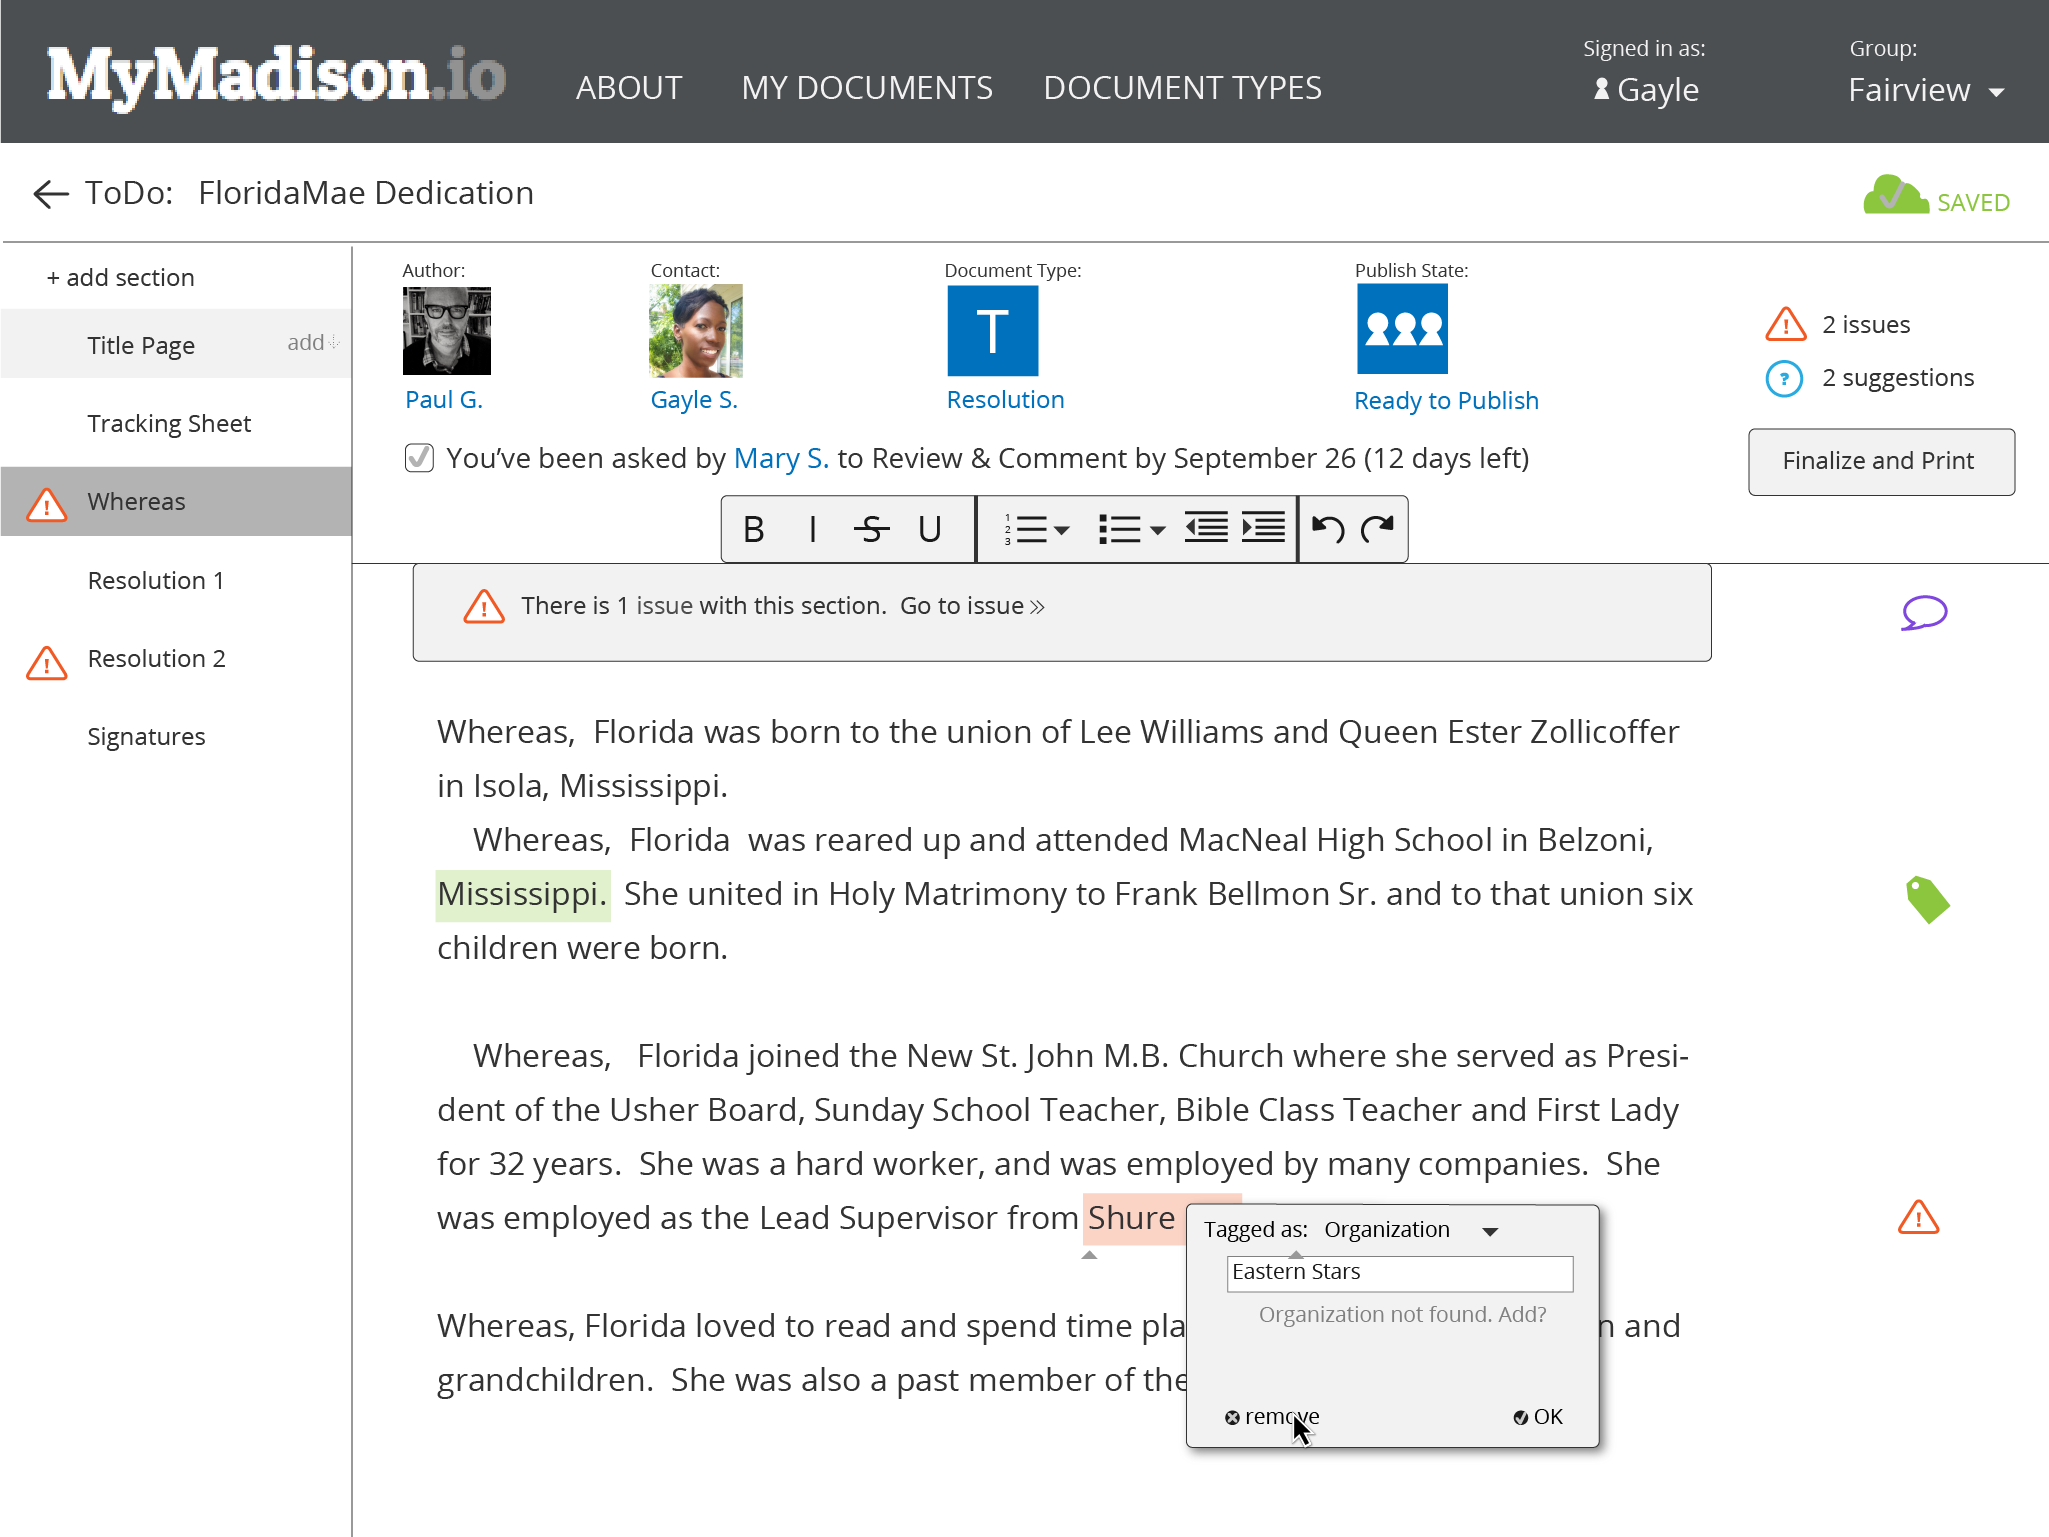 MyMadison.io
ABOUT
MY DOCUMENTS
DOCUMENT TYPES
Signed in as:
Gayle
Group:
Fairview
ToDo: FloridaMae Dedication
SAVED
+ add section
Title Page
add
Tracking Sheet
Whereas
Resolution 1
Resolution 2
Signatures
Author:
Paul G.
Contact:
Gayle S.
Document Type:
T
Resolution
Publish State:
Ready to Publish
2 issues
2 suggestions
You’ve been asked by Mary S. to Review & Comment by September 26 (12 days left)
Finalize and Print
B I S U
1
2
3
There is 1 issue with this section. Go to issue »
Whereas, Florida was born to the union of Lee Williams and Queen Ester Zollicoffer
in Isola, Mississippi.
Whereas, Florida was reared up and attended MacNeal High School in Belzoni,
Mississippi. She united in Holy Matrimony to Frank Bellmon Sr. and to that union six
children were born.
Whereas, Florida joined the New St. John M.B. Church where she served as Presi-
dent of the Usher Board, Sunday School Teacher, Bible Class Teacher and First Lady
for 32 years. She was a hard worker, and was employed by many companies. She
was employed as the Lead Supervisor from Shure
Whereas, Florida loved to read and spend time pla n and
grandchildren. She was also a past member of the
Tagged as: Organization
Eastern Stars
Organization not found. Add?
remove
OK